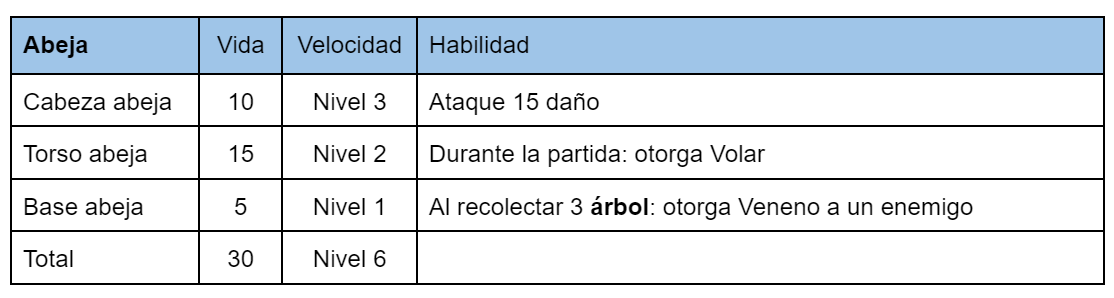 Abeja Vida Velocidad Habilidad
Cabeza abeja 10 Nivel 3 Ataque 15 daño
Torso abeja 15 Nivel 2 Durante la partida: otorga Volar
Base abeja 5 Nivel 1 Al recolectar 3 árbol: otorga Veneno a un enemigo
Total 30 Nivel 6